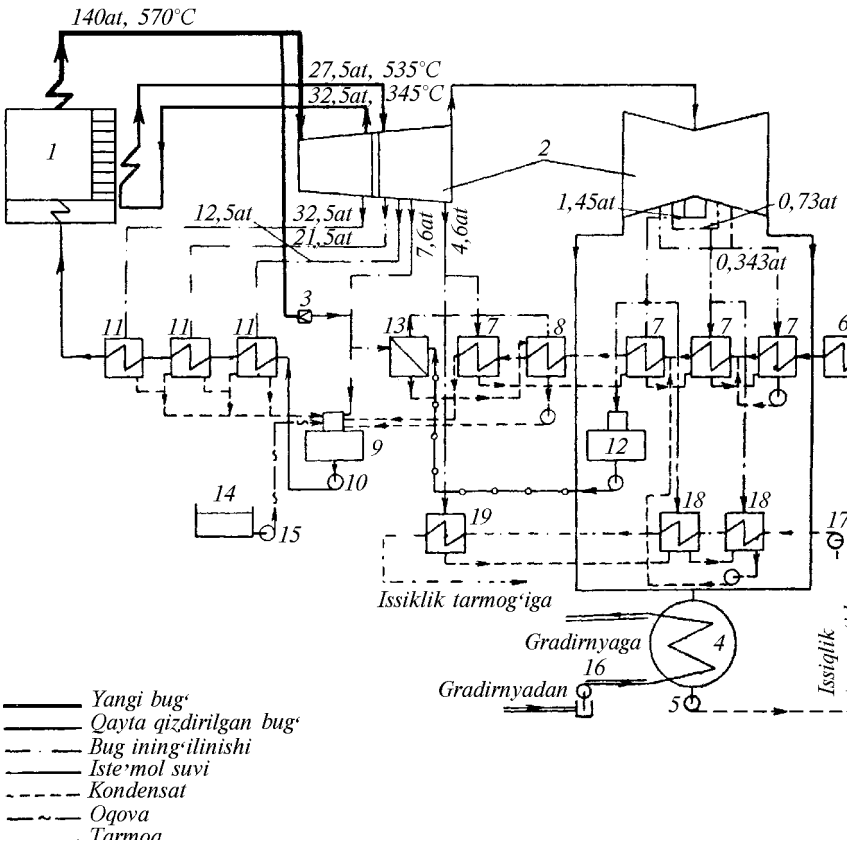 140at, 570°C
27,5at, 535°C
32,5at, 345°C
1
2
12,5at
32,5at
21,5at
7,6at
4,6at
1,45at
0,73at
0,343at
3
11
11
11
13
7
8
7
7
7
6
9
10
12
14
15
19
18
18
17
Issiklik tarmog‘iga
Gradirnyaga
4
16
Gradirnyadan
5
Issiqlik
Yangi bug‘
Qayta qizdirilgan bug‘
Bug ining‘ilinishi
Iste’mol suvi
Kondensat
Oqova
Tarmoq